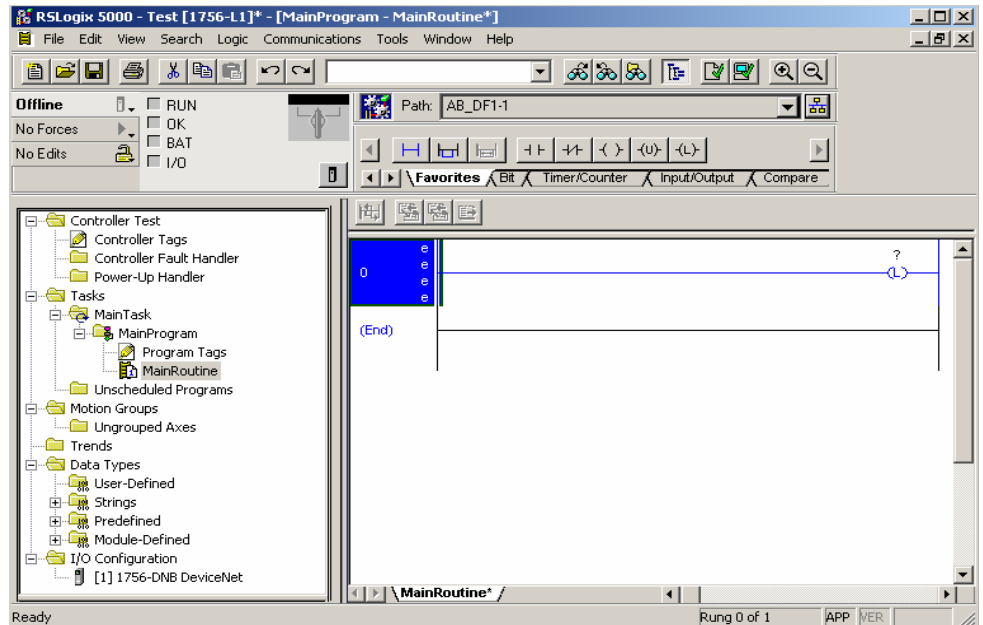 RSLogix 5000 - Test [1756-L1]* - [MainProgram - MainRoutine*]
File Edit View Search Logic Communications Tools Window Help
Offline
RUN
No Forces
OK
No Edits
BAT
I/O
Path: AB_DF1-1
(U) (L)
Favorites Bit Timer/Counter Input/Output Compare
Controller Test
Controller Tags
Controller Fault Handler
Power-Up Handler
Tasks
MainTask
MainProgram
Program Tags
MainRoutine
Unscheduled Programs
Motion Groups
Ungrouped Axes
Trends
Data Types
User-Defined
Strings
Predefined
Module-Defined
I/O Configuration
[1] 1756-DNB DeviceNet
e
e
e
e
0
?
(L)
(End)
MainRoutine*
Ready
Rung 0 of 1
APP
VER